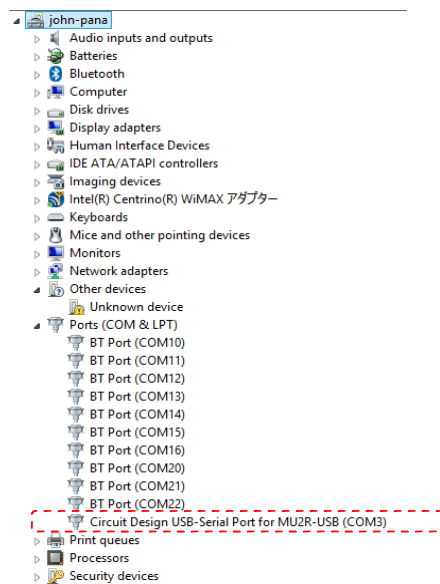 john-pana
Audio inputs and outputs
Batteries
Bluetooth
Computer
Disk drives
Display adapters
Human Interface Devices
IDE ATA/ATAPI controllers
Imaging devices
Intel(R) Centrino(R) WiMAX アダプター
Keyboards
Mice and other pointing devices
Monitors
Network adapters
Other devices
Unknown device
Ports (COM & LPT)
BT Port (COM10)
BT Port (COM11)
BT Port (COM12)
BT Port (COM13)
BT Port (COM14)
BT Port (COM15)
BT Port (COM16)
BT Port (COM20)
BT Port (COM21)
BT Port (COM22)
Circuit Design USB-Serial Port for MU2R-USB (COM3)
Print queues
Processors
Security devices